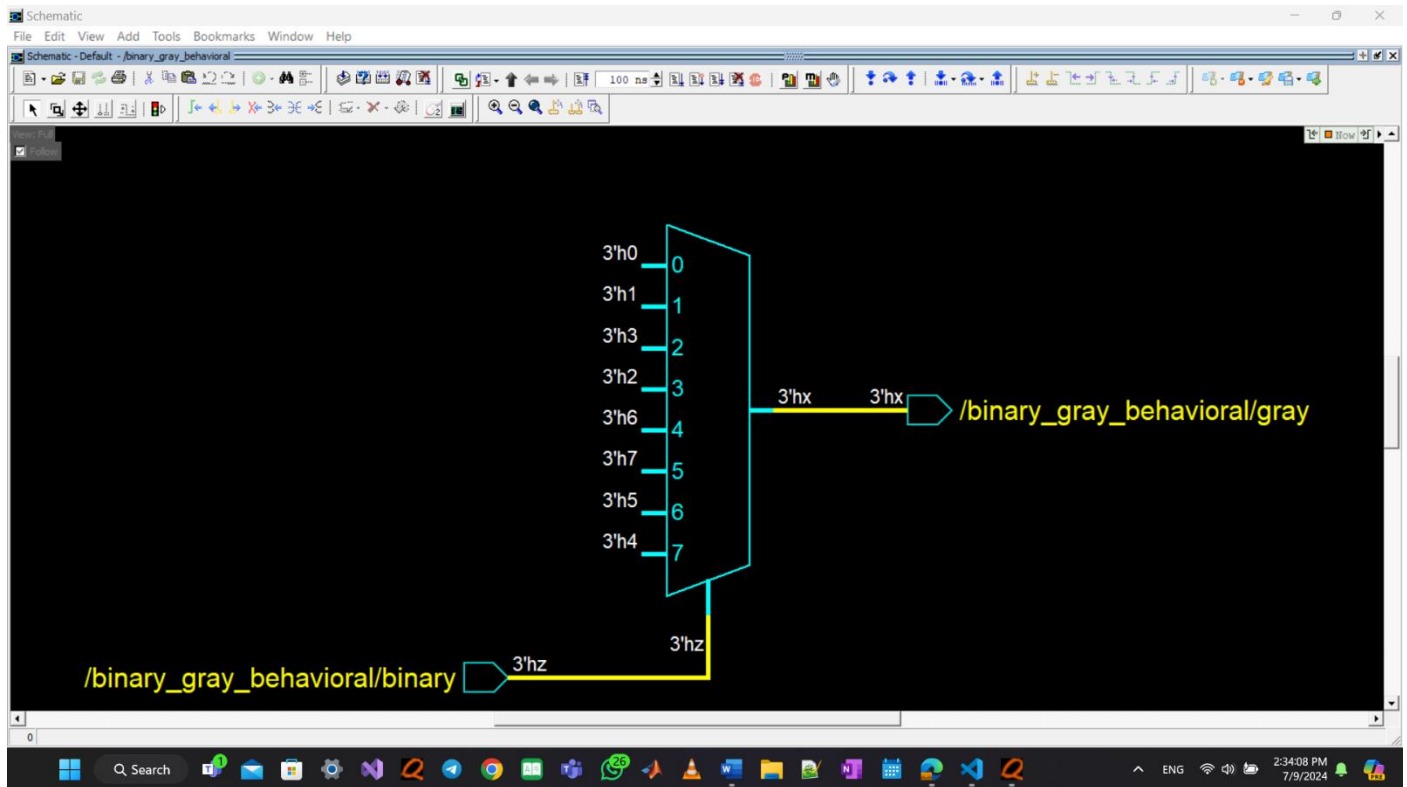 Schematic
File Edit View Add Tools Bookmarks Window Help
Schematic - Default - /binary_gray_behavioral
100 ns
View: Full
Follow
Now
3'h0 0
3'h1 1
3'h3 2
3'h2 3
3'hx 3'hx /binary_gray_behavioral/gray
3'h6 4
3'h7 5
3'h5 6
3'h4 7
3'hz
/binary_gray_behavioral/binary 3'hz
0
Search 1 26 ENG 2:34:08 PM
7/9/2024
PRE